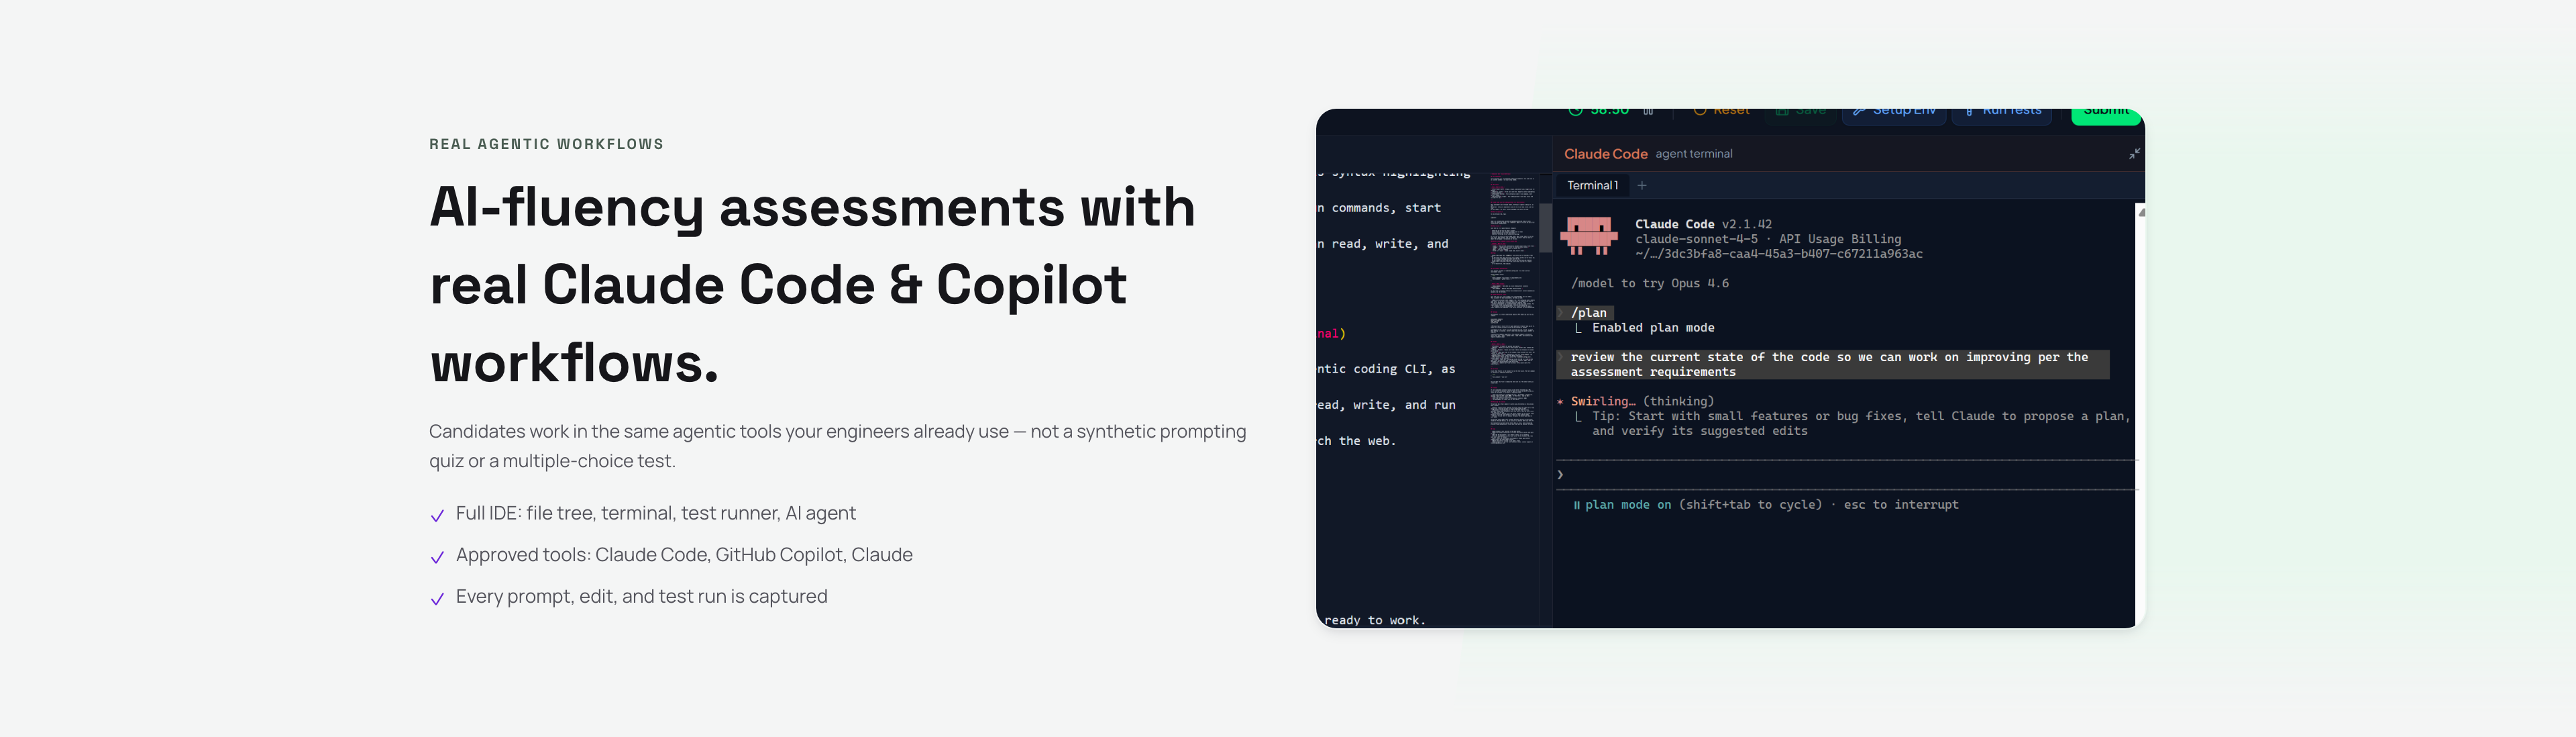 REAL AGENTIC WORKFLOWS
AI-fluency assessments with
real Claude Code & Copilot
workflows.
Candidates work in the same agentic tools your engineers already use — not a synthetic prompting
quiz or a multiple-choice test.
Full IDE: file tree, terminal, test runner, AI agent
Approved tools: Claude Code, GitHub Copilot, Claude
Every prompt, edit, and test run is captured
58:50 Reset Save Setup Env Run Tests Submit
syntax highlighting
n commands, start
n read, write, and
nal)
ntic coding CLI, as
ead, write, and run
ch the web.
ready to work.
Claude Code agent terminal
Terminal 1 +
Claude Code v2.1.42
claude-sonnet-4-5 · API Usage Billing
~/…/3dc3bfa8-caa4-45a3-b407-c67211a963ac
/model to try Opus 4.6
❯ /plan
⎿ Enabled plan mode
❯ review the current state of the code so we can work on improving per the
assessment requirements
✶ Swirling… (thinking)
⎿ Tip: Start with small features or bug fixes, tell Claude to propose a plan,
and verify its suggested edits
❯
⏸ plan mode on (shift+tab to cycle) · esc to interrupt